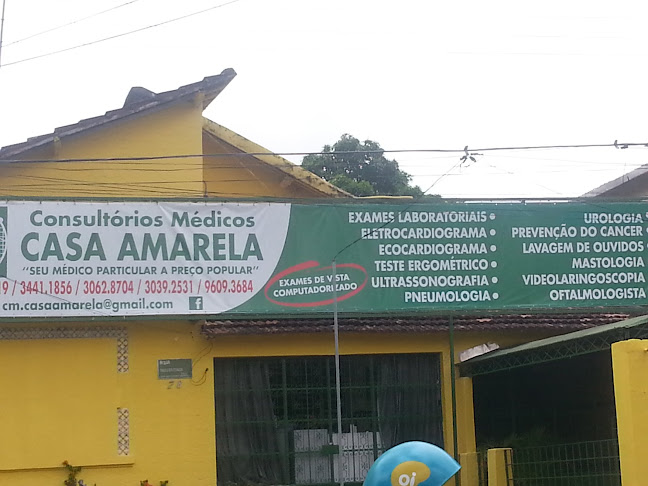 Consultórios Médicos
CASA AMARELA
"SEU MÉDICO PARTICULAR A PREÇO POPULAR"
19 / 3441.1856 / 3062.8704 / 3039.2531 / 9609.3684
cm.casaamarela@gmail.com f
EXAMES DE VISTA
COMPUTADORIZADO
EXAMES LABORATORIAIS
ELETROCARDIOGRAMA
ECOCARDIOGRAMA
TESTE ERGOMÉTRICO
ULTRASSONOGRAFIA
PNEUMOLOGIA
UROLOGIA
PREVENÇÃO DO CANCER
LAVAGEM DE OUVIDOS
MASTOLOGIA
VIDEOLARINGOSCOPIA
OFTALMOLOGISTA
oi